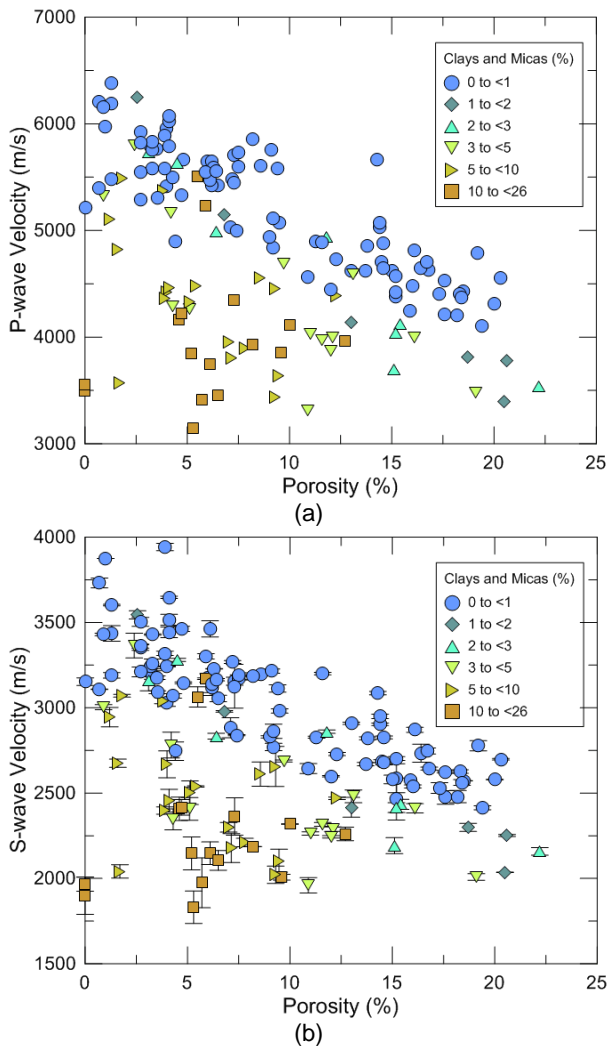 7000
6000
5000
4000
3000
P-wave Velocity (m/s)
Clays and Micas (%)
0 to <1
1 to <2
2 to <3
3 to <5
5 to <10
10 to <26
0 5 10 15 20 25
Porosity (%)
(a)
4000
3500
3000
2500
2000
1500
S-wave Velocity (m/s)
Clays and Micas (%)
0 to <1
1 to <2
2 to <3
3 to <5
5 to <10
10 to <26
0 5 10 15 20 25
Porosity (%)
(b)